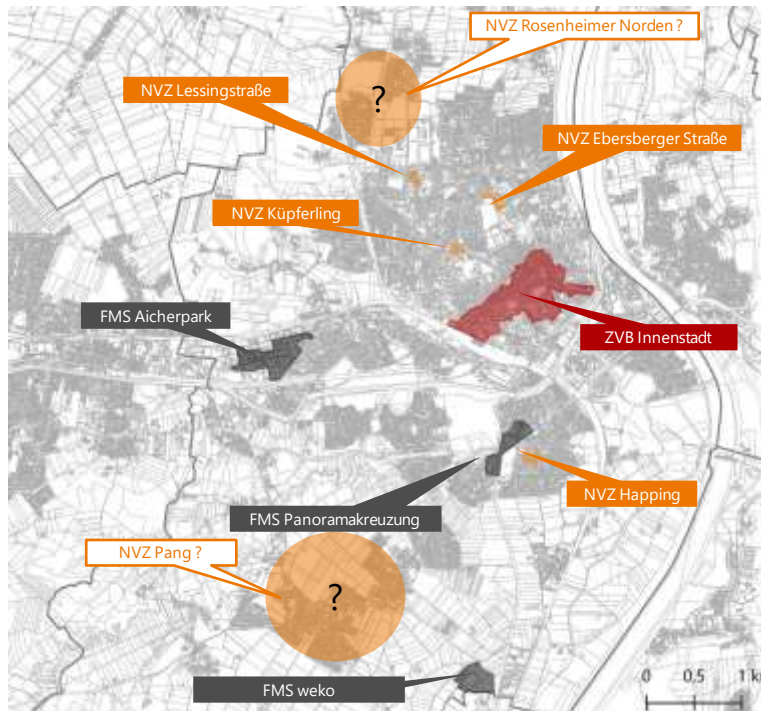 NVZ Rosenheimer Norden ?
?
NVZ Lessingstraße
NVZ Ebersberger Straße
NVZ Küpferling
FMS Aicherpark
ZVB Innenstadt
NVZ Happing
FMS Panoramakreuzung
NVZ Pang ?
?
FMS weko
0 0,5 1 k